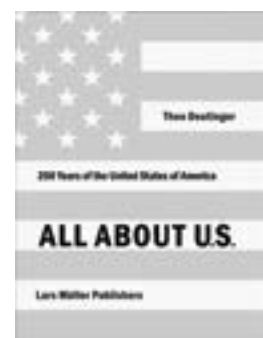 Theo Deutinger
250 Years of the United States of America
ALL ABOUT U.S.
Lars Müller Publishers